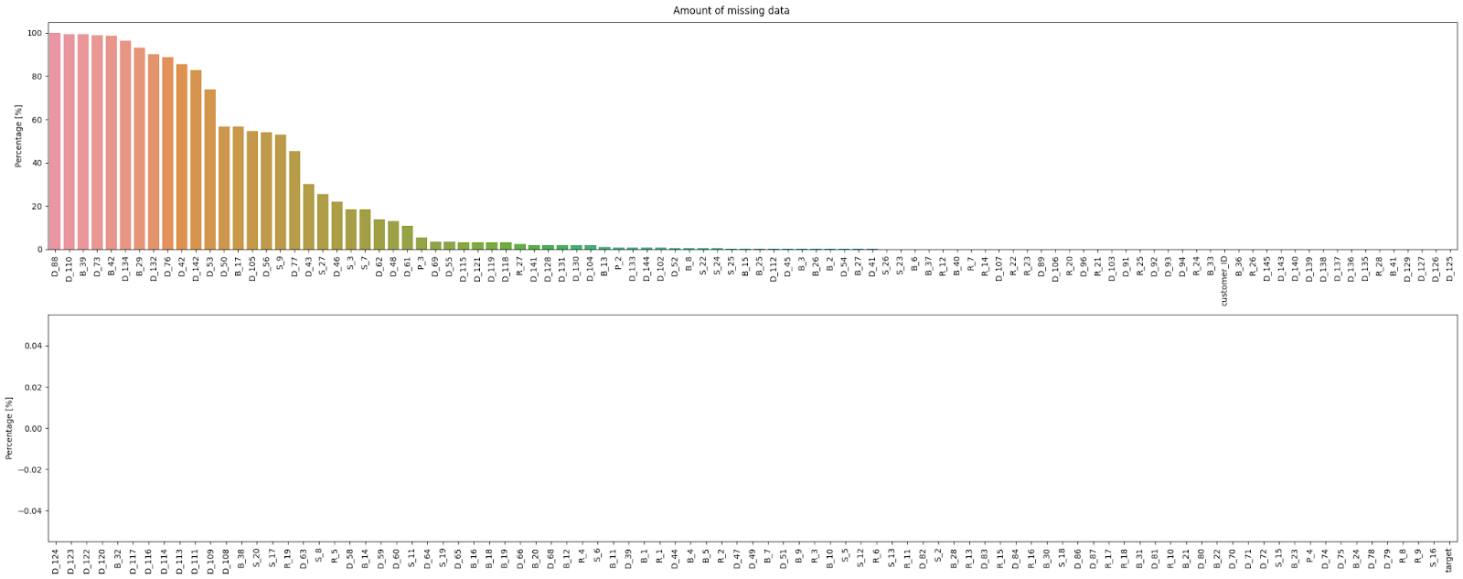 Amount of missing data
Percentage [%]
100
80
60
40
20
0
D_88 D_110 B_39 D_73 B_42 D_134 B_29 D_132 D_76 D_42 D_142 D_53 D_50 B_17 D_105 D_56 S_9 D_77 D_43 S_27 D_46 S_3 S_7 D_62 D_48 D_61 P_3 D_69 D_55 D_115 D_121 D_119 D_118 R_27 D_141 D_128 D_131 D_130 D_104 B_13 P_2 D_133 D_144 D_102 D_52 B_8 S_22 S_24 S_25 B_15 B_25 D_112 D_45 B_3 B_26 B_2 D_54 B_27 D_41 S_26 S_23 B_6 B_37 R_12 B_40 R_7 R_14 D_107 R_22 R_23 D_89 D_106 R_20 D_96 R_21 D_103 D_91 R_25 D_92 D_93 D_94 R_24 B_33 customer_ID B_36 R_26 D_145 D_143 D_140 D_139 D_138 D_137 D_136 D_135 R_28 B_41 D_129 D_127 D_126 D_125
Percentage [%]
0.04
0.02
0.00
−0.02
−0.04
D_124 D_123 D_122 D_120 B_32 D_117 D_116 D_114 D_113 D_111 D_109 D_108 B_38 S_20 S_17 R_19 D_63 S_8 R_5 D_58 B_14 D_59 D_60 S_11 D_64 S_19 D_65 B_16 B_18 B_19 D_66 B_20 D_68 B_12 R_4 S_6 B_11 D_39 B_1 R_1 D_44 B_4 B_5 R_2 D_47 D_49 B_7 D_51 B_9 R_3 B_10 S_5 S_12 R_6 S_13 R_11 D_82 S_2 B_28 R_13 D_83 R_15 D_84 R_16 B_30 S_18 D_86 D_87 R_17 R_18 B_31 D_81 R_10 B_21 D_80 B_22 D_70 D_71 D_72 S_15 B_23 P_4 D_74 D_75 B_24 D_78 D_79 R_8 R_9 S_16 target